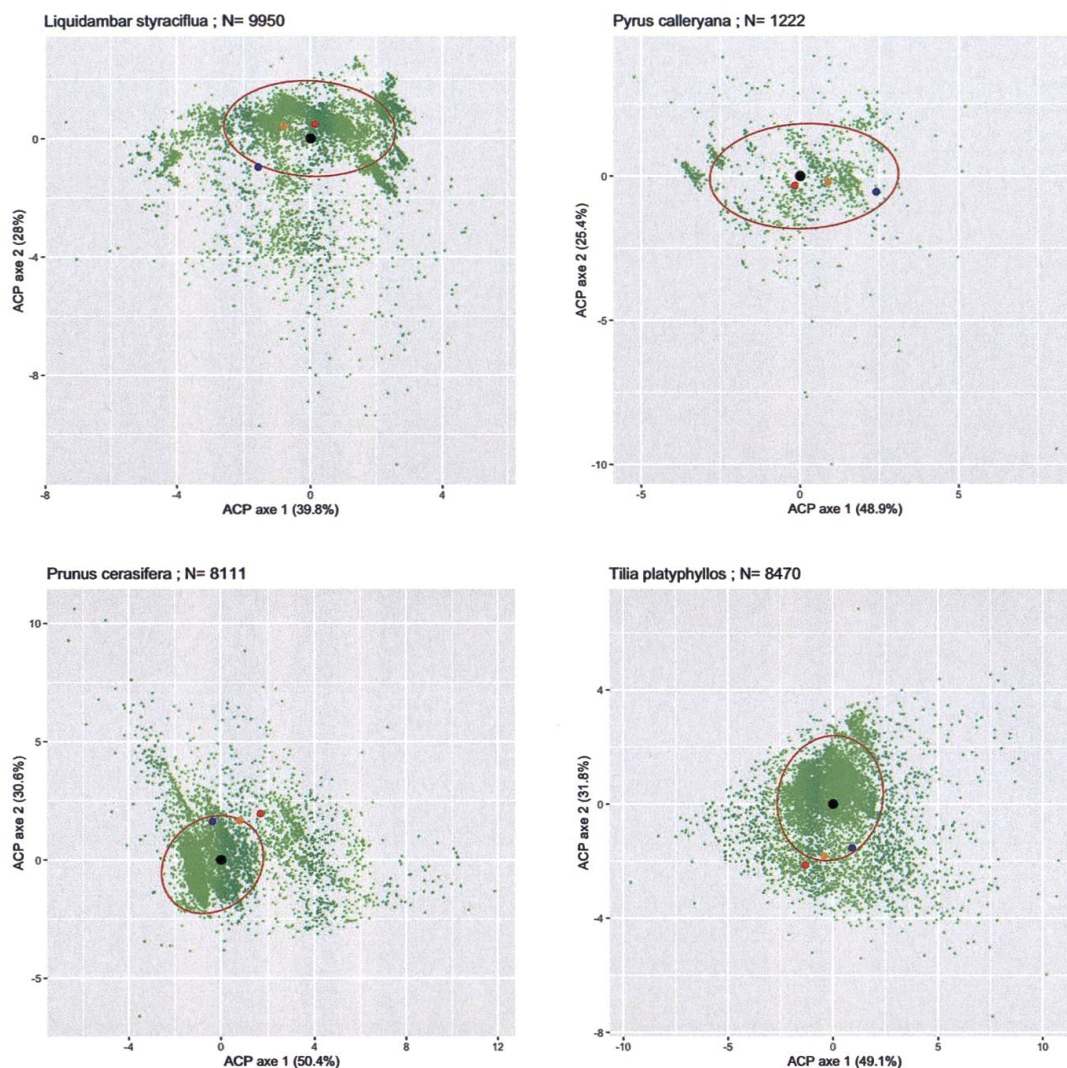 Liquidambar styraciflua ; N= 9950
0
-4
-8
ACP axe 2 (28%)
-8
-4
0
4
ACP axe 1 (39.8%)
Pyrus calleryana ; N= 1222
0
-5
-10
ACP axe 2 (25.4%)
-5
0
5
ACP axe 1 (48.9%)
Prunus cerasifera ; N= 8111
10
5
0
-5
ACP axe 2 (30.6%)
-4
0
4
8
12
ACP axe 1 (50.4%)
Tilia platyphyllos ; N= 8470
4
0
-4
-8
ACP axe 2 (31.8%)
-10
-5
0
5
10
ACP axe 1 (49.1%)